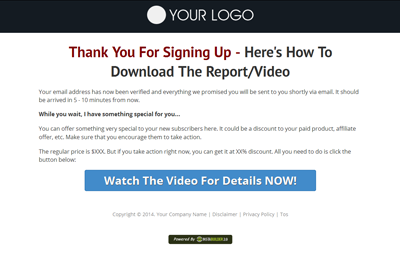 YOUR LOGO
Thank You For Signing Up - Here's How To
Download The Report/Video
Your email address has now been verified and everything we promised you will be sent to you shortly via email. It should
be arrived in 5 - 10 minutes from now.
While you wait, I have something special for you...
You can offer something very special to your new subscribers here. It could be a discount to your paid product, affiliate
offer, etc. Make sure that you encourage them to take action.
The regular price is $XXX. But if you take action right now, you can get it at XX% discount. All you need to do is click the
button below:
Watch The Video For Details NOW!
Copyright © 2014. Your Company Name | Disclaimer | Privacy Policy | Tos
Powered By